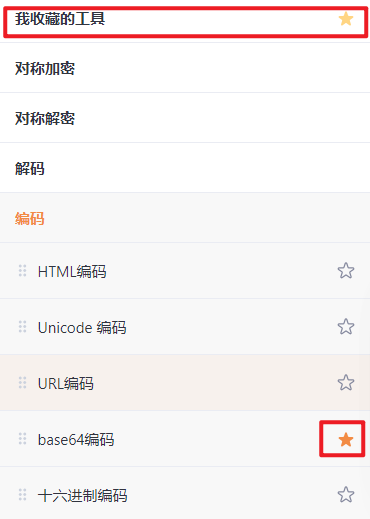 我收藏的工具
对称加密
对称解密
解码
编码
HTML编码
Unicode 编码
URL编码
base64编码
十六进制编码